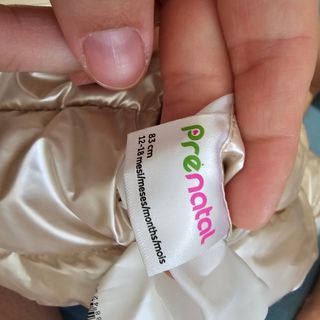 prénatal
83 cm
12-18 mesi/meses/months/mois